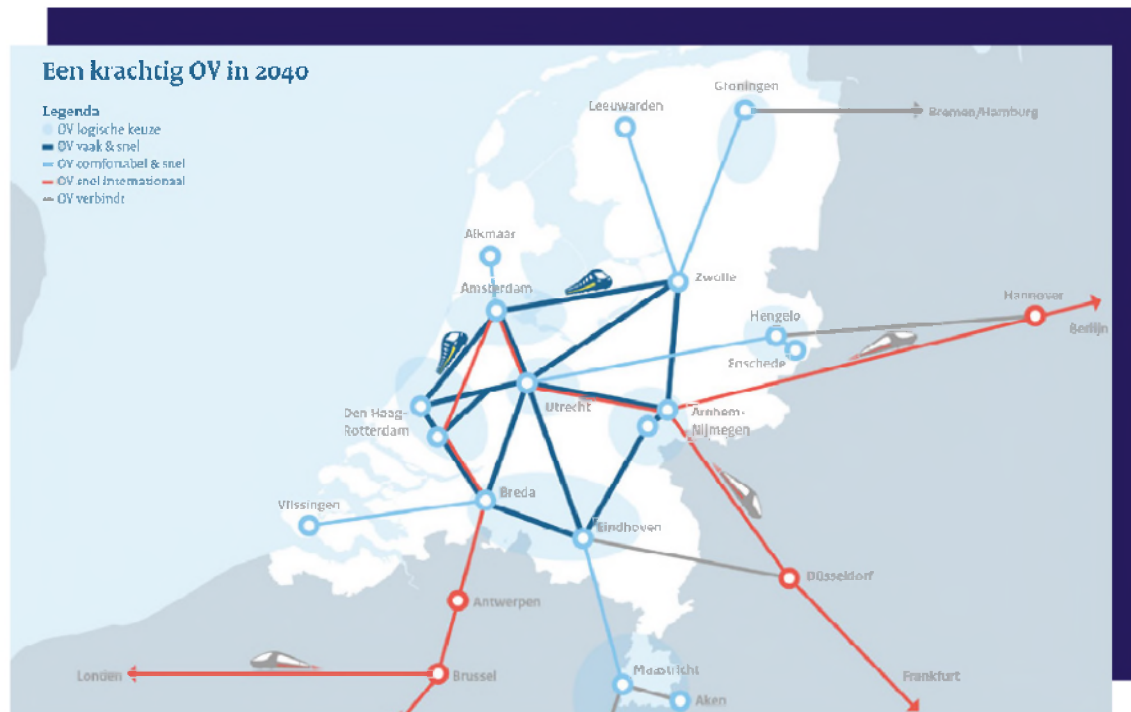 Een krachtig OV in 2040
Legenda
OV logische keuze
OV vaak & snel
OV comfortabel & snel
OV snel internationaal
OV verbindt
Groningen
Leeuwarden
Bremen/Hamburg
Alkmaar
Amsterdam
Zwolle
Hannover
Hengelo
Berlijn
Enschede
Utrecht
Den Haag-
Rotterdam
Arnhem-
Nijmegen
Breda
Vlissingen
Eindhoven
Düsseldorf
Antwerpen
Maastricht
Londen
Brussel
Frankfurt
Aken